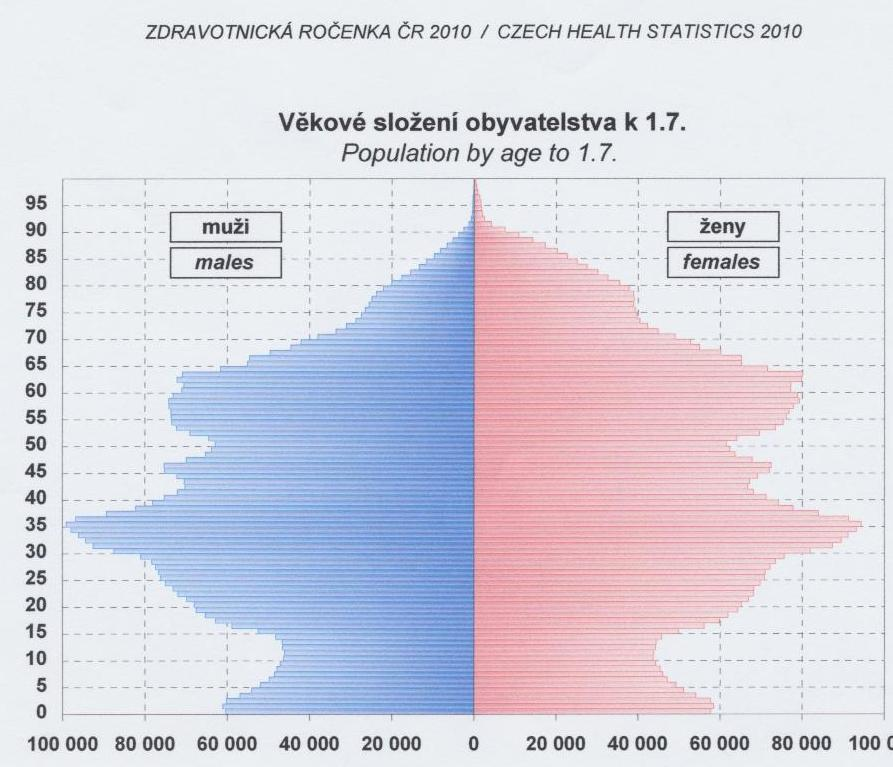 ZDRAVOTNICKÁ ROČENKA ČR 2010 / CZECH HEALTH STATISTICS 2010
Věkové složení obyvatelstva k 1.7.
Population by age to 1.7.
95
90
85
80
75
70
65
60
55
50
45
40
35
30
25
20
15
10
5
0
muži
males
ženy
females
100 000 80 000 60 000 40 000 20 000 0 20 000 40 000 60 000 80 000 100 0